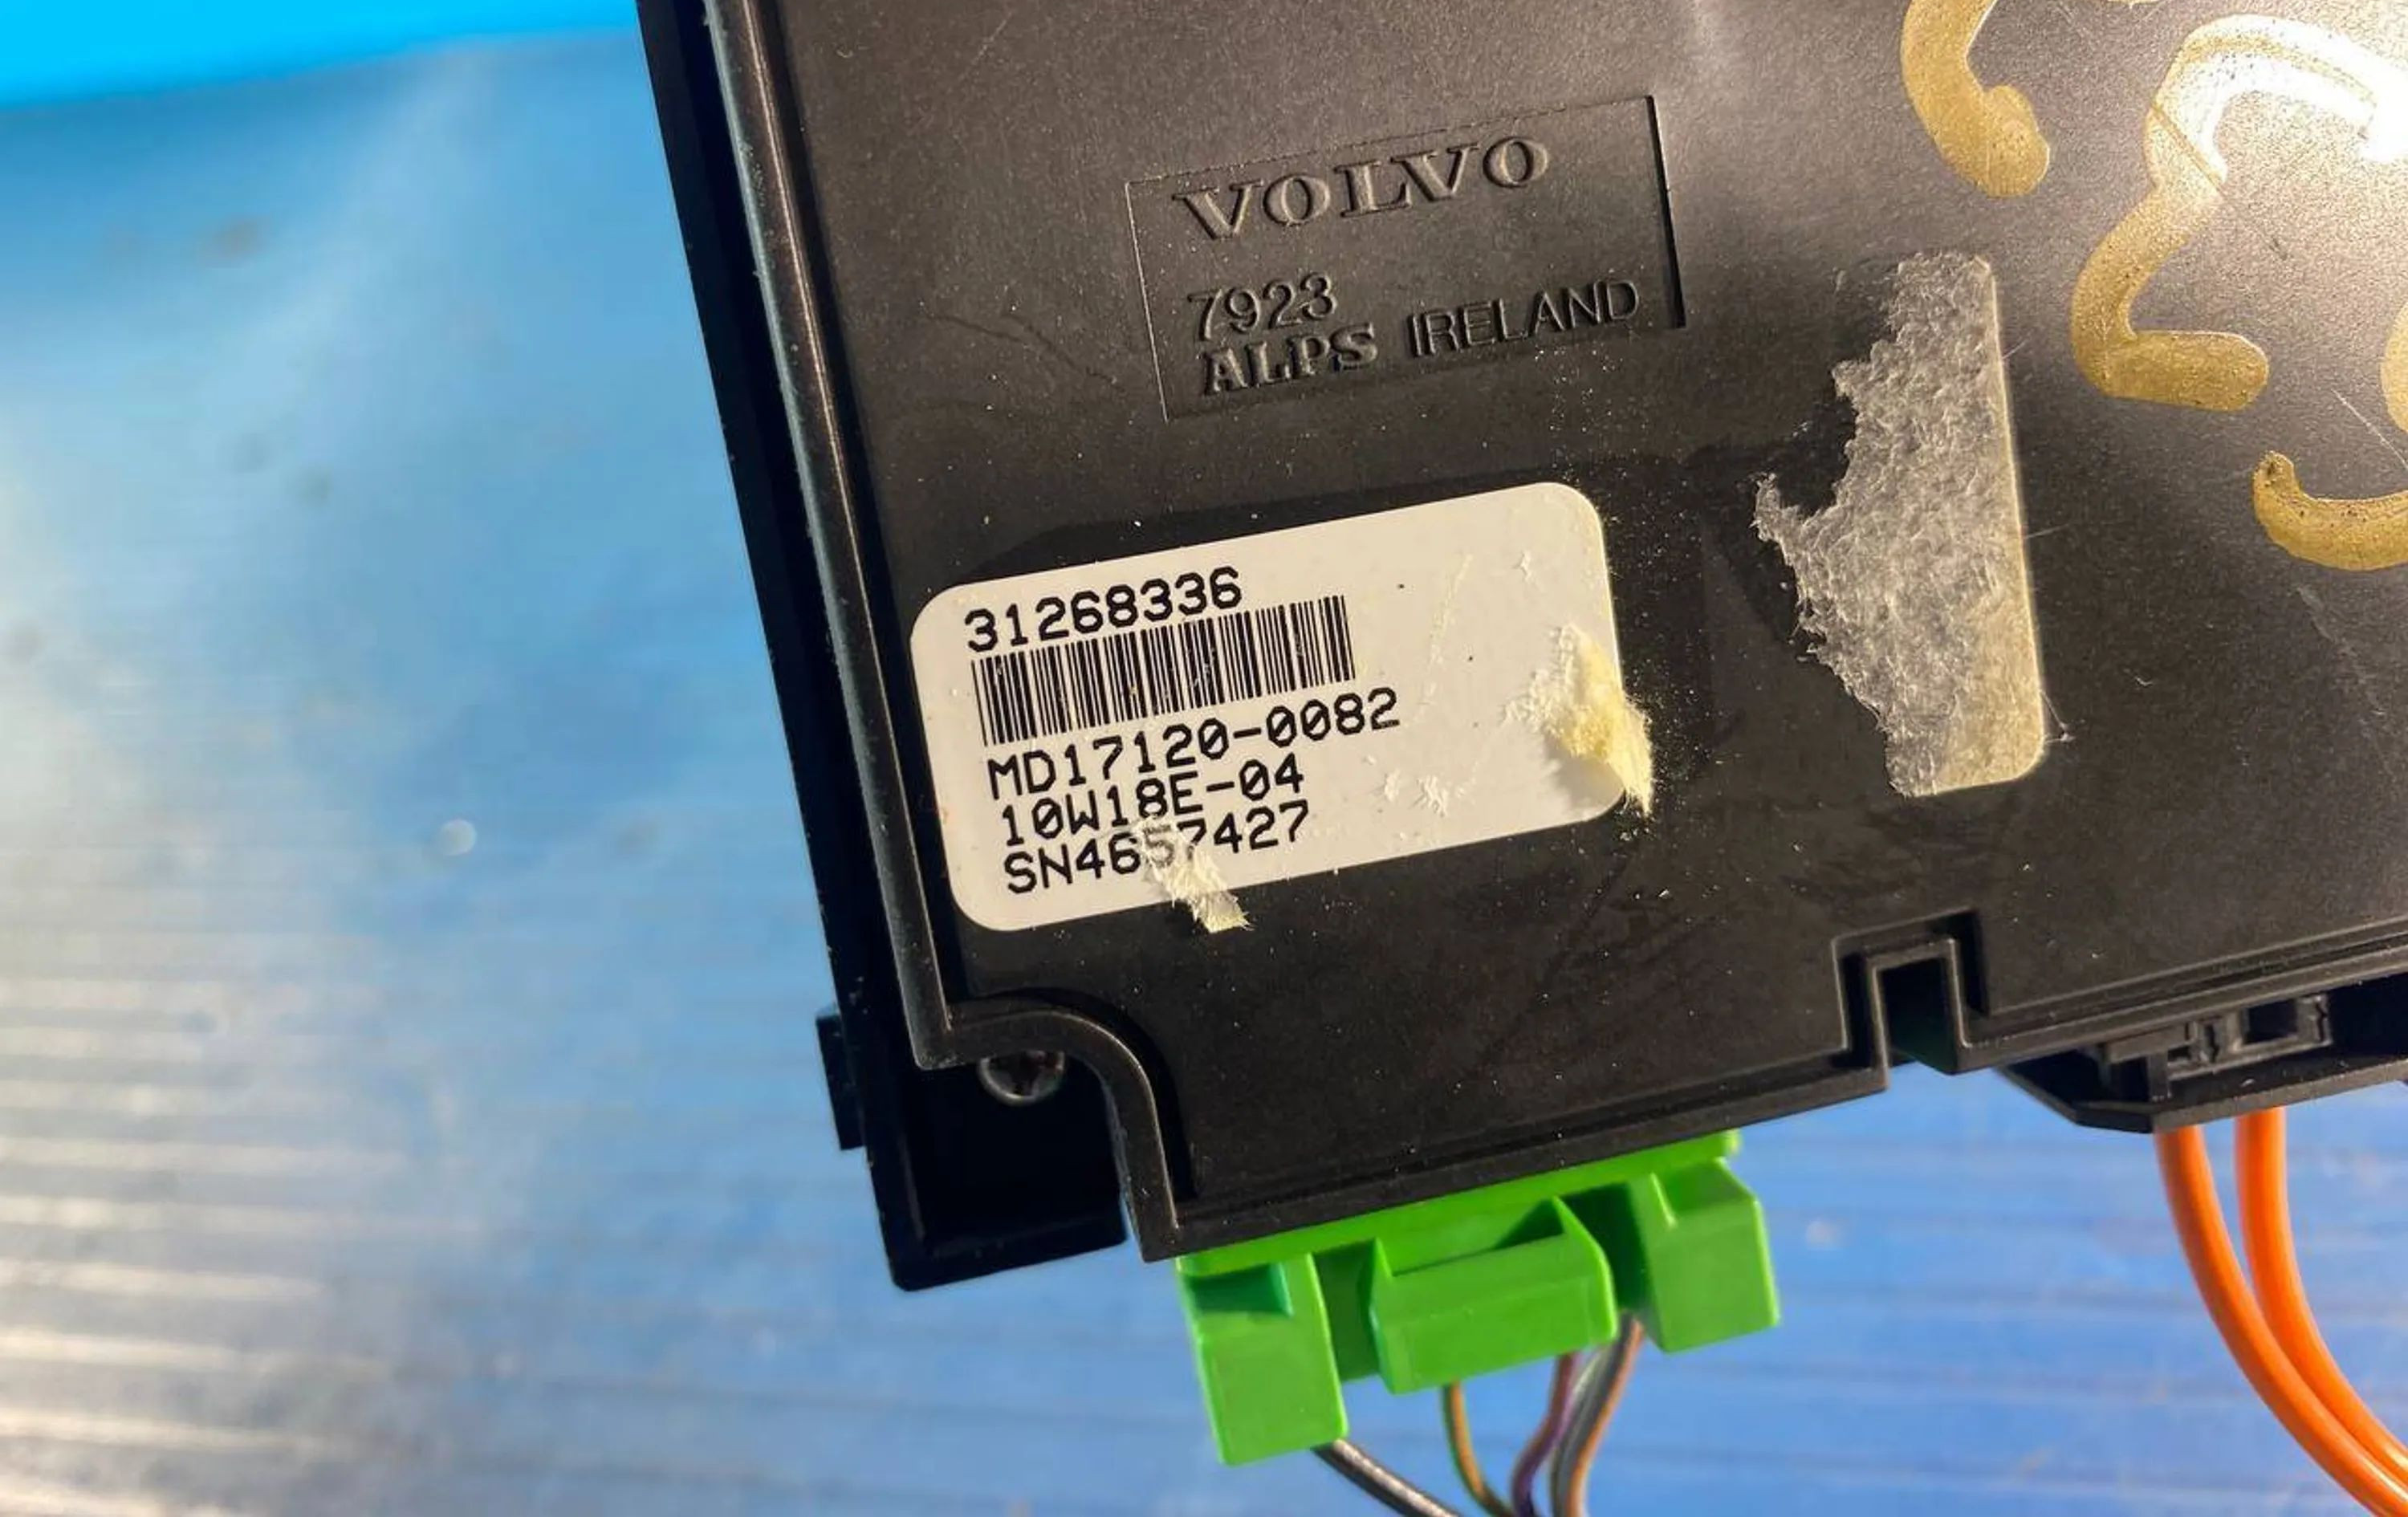 VOLVO
7923
ALPS IRELAND
31268336
MD17120-0082
10W18E-04
SN4657427